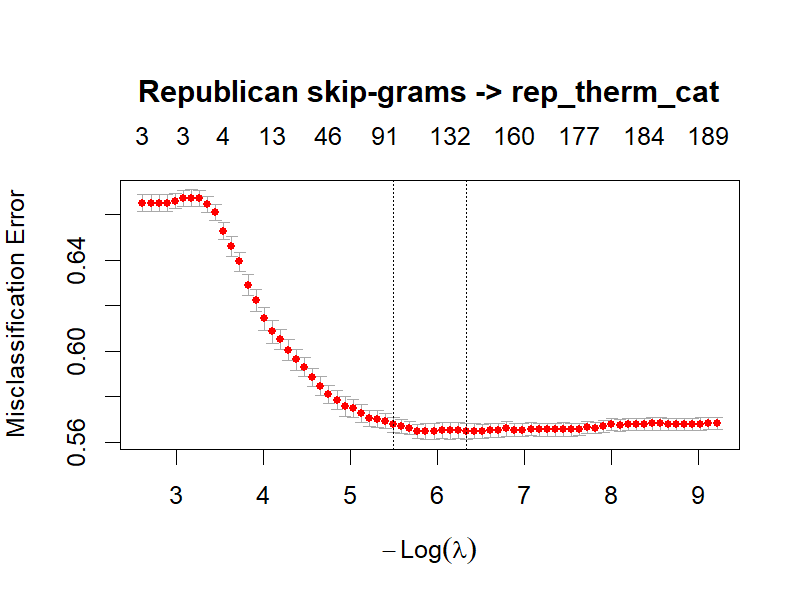 Republican skip-grams -> rep_therm_cat
3 3 4 13 46 91 132 160 177 184 189
Misclassification Error
0.64
0.60
0.56
3 4 5 6 7 8 9
−Log(λ)